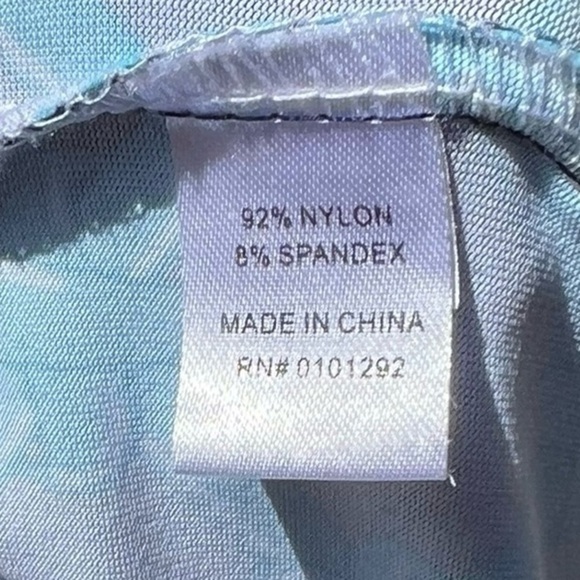 92% NYLON
8% SPANDEX
MADE IN CHINA
RN# 0101292